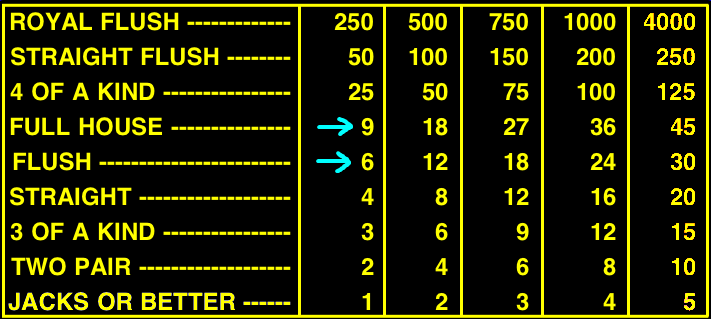 ROYAL FLUSH ------------- 250 500 750 1000 4000
STRAIGHT FLUSH -------- 50 100 150 200 250
4 OF A KIND ---------------- 25 50 75 100 125
FULL HOUSE --------------- → 9 18 27 36 45
FLUSH ------------------------ → 6 12 18 24 30
STRAIGHT -------------------- 4 8 12 16 20
3 OF A KIND ---------------- 3 6 9 12 15
TWO PAIR ------------------- 2 4 6 8 10
JACKS OR BETTER ------ 1 2 3 4 5